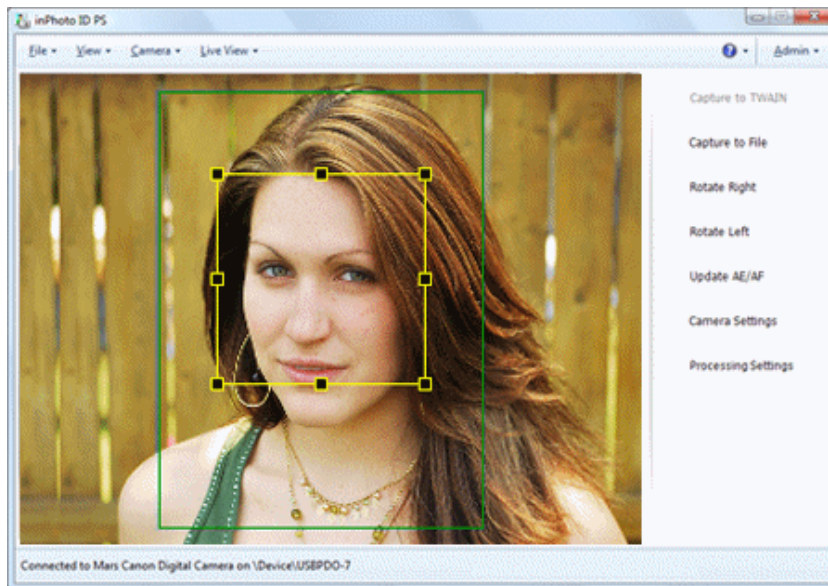 inPhoto ID PS
File View Camera Live View Admin
Capture to TWAIN
Capture to File
Rotate Right
Rotate Left
Update AE/AF
Camera Settings
Processing Settings
Connected to Mars Canon Digital Camera on \Device\USBPDO-7